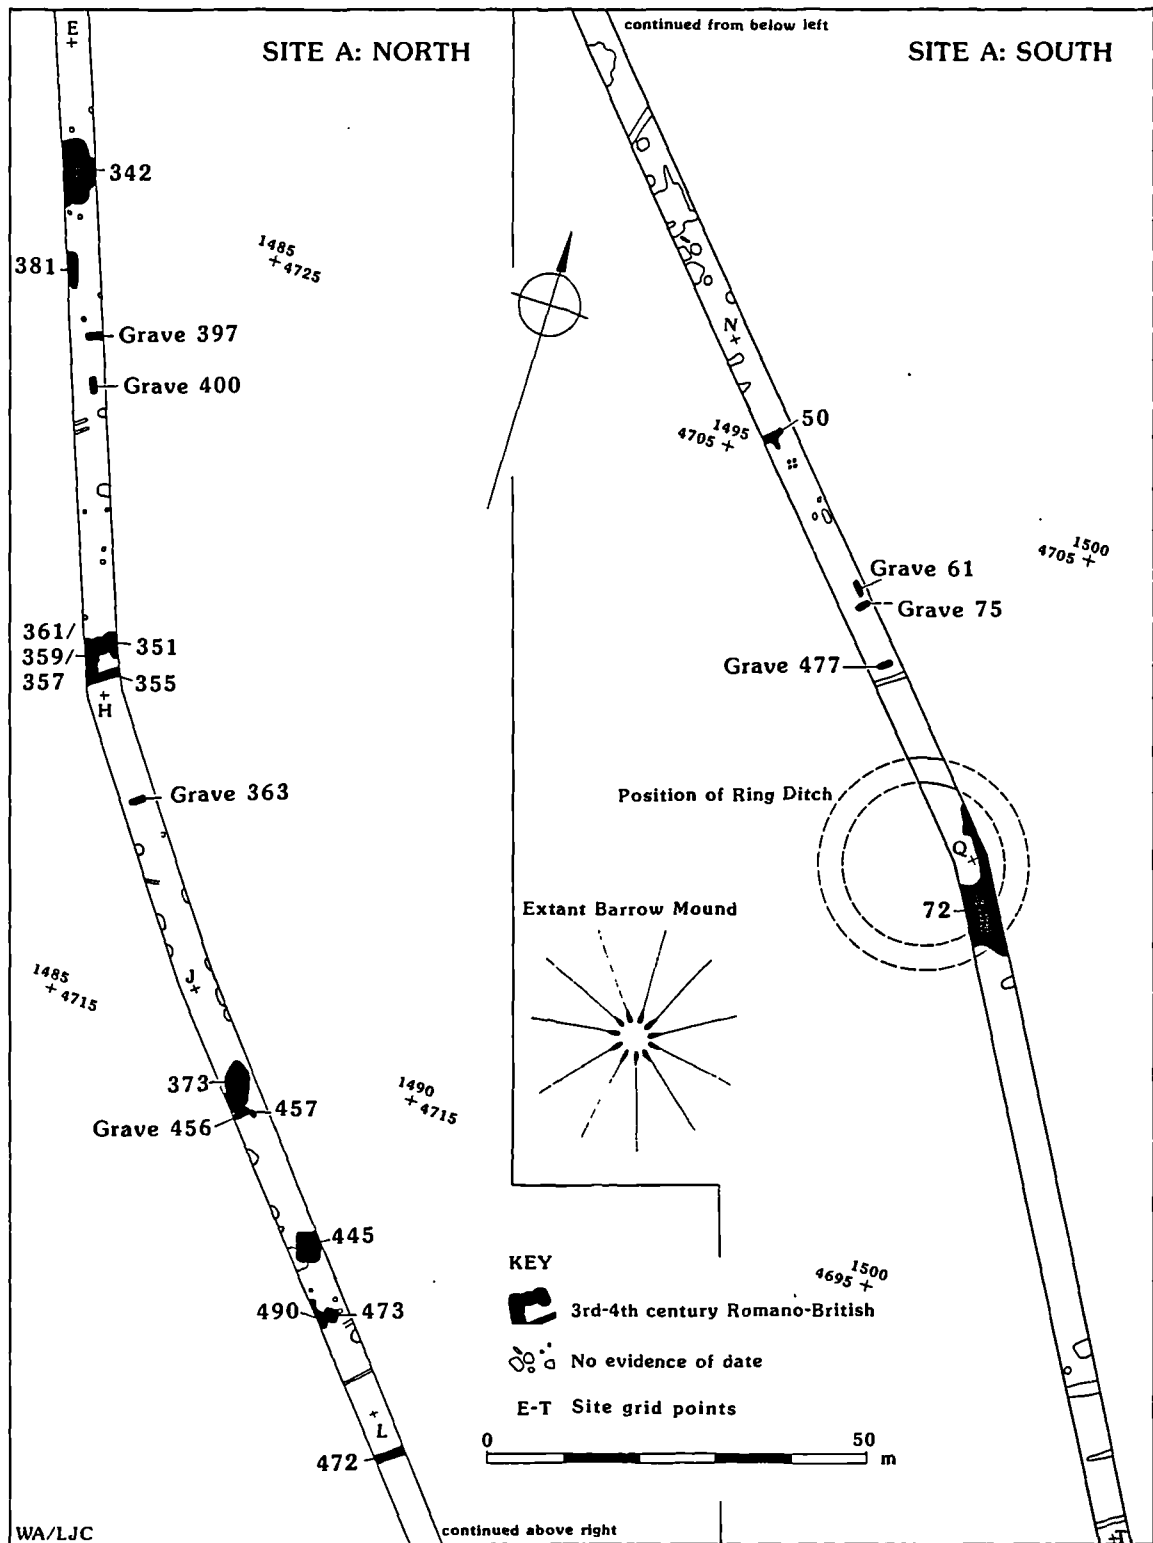 continued from below left
SITE A: NORTH
SITE A: SOUTH
E
342
381
1485
4725
Grave 397
Grave 400
361/
359/
357
351
355
H
Grave 363
J
1485
4715
373
457
Grave 456
1490
4715
445
490
473
L
472
continued above right
WA/LJC
N
50
1495
4705
1500
4705
Grave 61
Grave 75
Grave 477
Position of Ring Ditch
Q
72
Extant Barrow Mound
1500
4695
T
KEY
3rd-4th century Romano-British
No evidence of date
E-T Site grid points
0 50
m